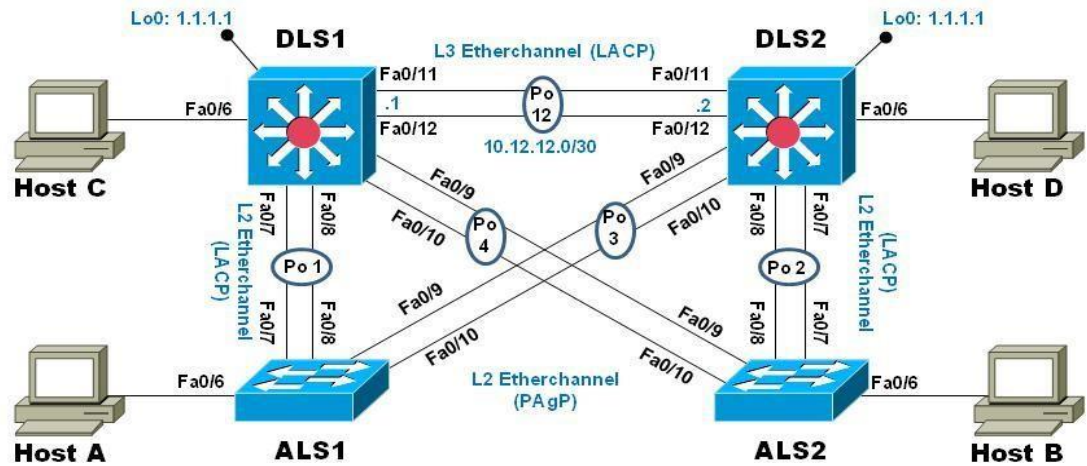 Lo0: 1.1.1.1
Lo0: 1.1.1.1
DLS1
DLS2
L3 Etherchannel (LACP)
Fa0/11
Fa0/11
Fa0/6
.1
Po
12
.2
Fa0/6
Fa0/12
Fa0/12
10.12.12.0/30
Host C
Host D
Fa0/9
Fa0/9
Fa0/7
Fa0/8
Fa0/10
Po
4
Po
3
Fa0/10
Fa0/8
Fa0/7
L2 Etherchannel
(LACP)
Po 1
Po 2
(LACP)
L2 Etherchannel
Fa0/7
Fa0/8
Fa0/9
Fa0/10
Fa0/9
Fa0/10
Fa0/8
Fa0/7
L2 Etherchannel
(PAgP)
Fa0/6
Fa0/6
Host A
ALS1
ALS2
Host B